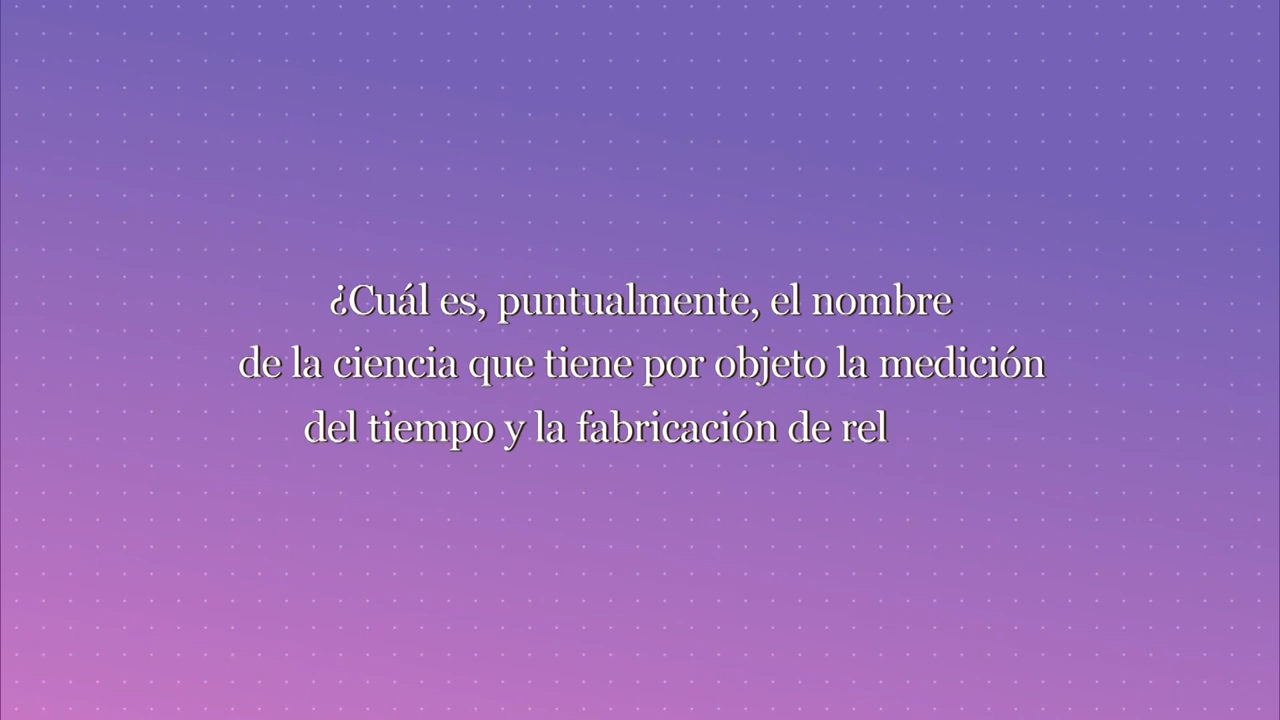 ¿Cuál es, puntualmente, el nombre
de la ciencia que tiene por objeto la medición
del tiempo y la fabricación de rel